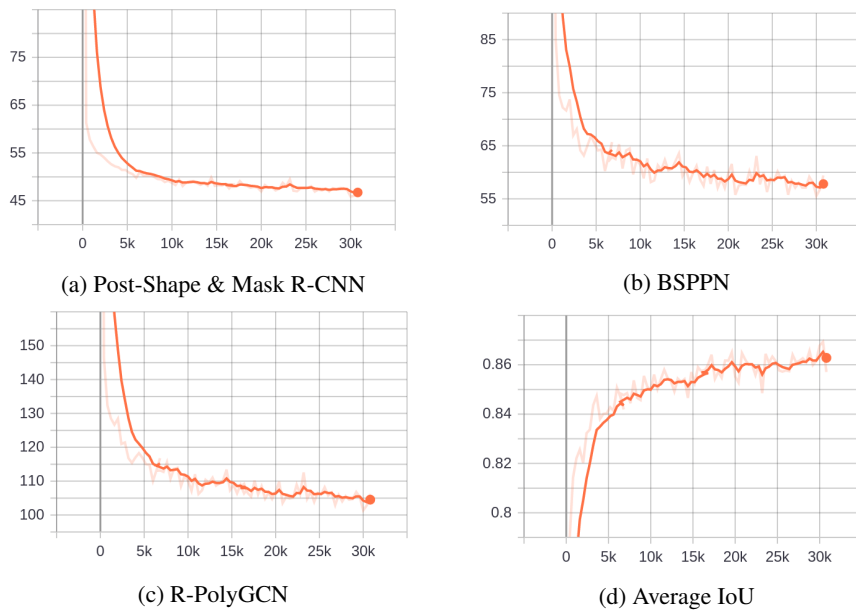 85
75
65
55
45
0 5k 10k 15k 20k 25k 30k
(a) Post-Shape & Mask R-CNN
85
75
65
55
0 5k 10k 15k 20k 25k 30k
(b) BSPPN
150
140
130
120
110
100
0 5k 10k 15k 20k 25k 30k
(c) R-PolyGCN
0.86
0.84
0.82
0.8
0 5k 10k 15k 20k 25k 30k
(d) Average IoU